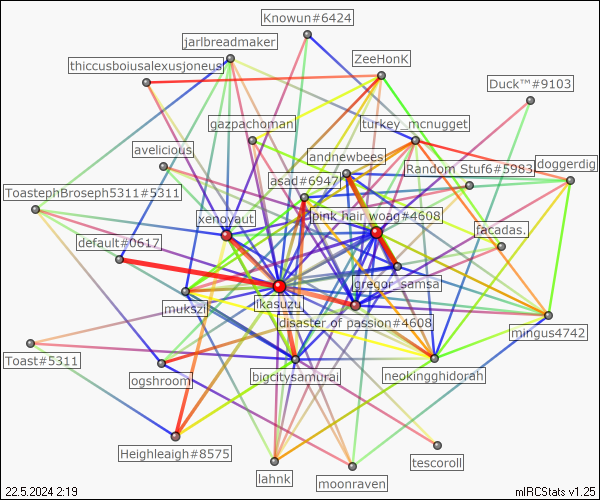 Knowun#6424
jarlbreadmaker
ZeeHonK
thiccusboiusalexusjoneus
Duck™#9103
gazpachoman
turkey_mcnugget
avelicious
andnewbees
Random Stuf6#5983
doggerdig
asad#6947
ToastephBroseph5311#5311
xenoyaut
pink hair woag#4608
facadas.
default#0617
gregor_samsa
mukszi
ikasuzu
disaster of passion#4608
mingus4742
Toast#5311
ogshroom
bigcitysamurai
neokingghidorah
Heighleaigh#8575
tescoroll
lahnk
moonraven
22.5.2024 2:19
mIRCStats v1.25